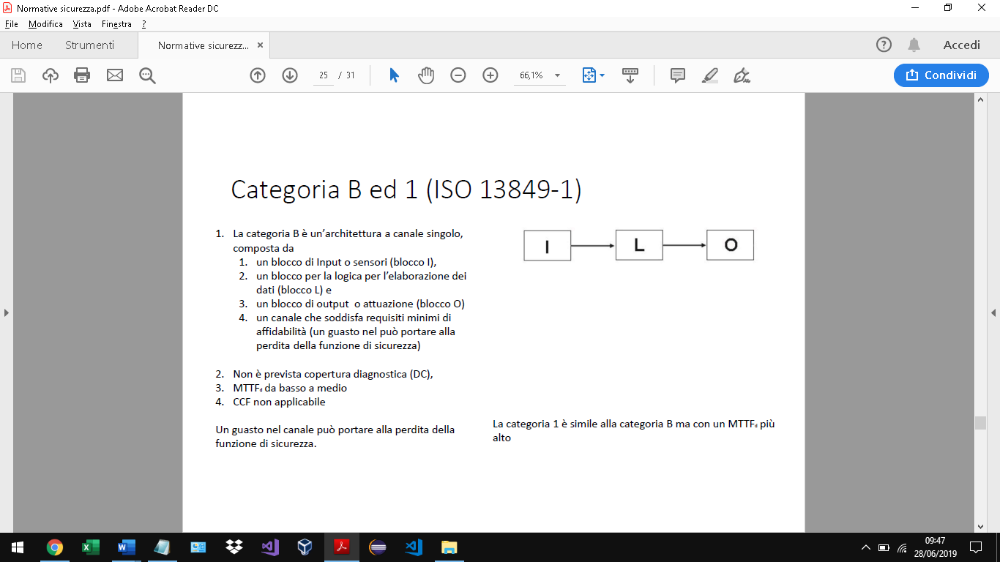 Normative sicurezza.pdf - Adobe Acrobat Reader DC
File Modifica Vista Finestra ?
Home Strumenti Normative sicurezz... × Accedi
25 / 31 66,1% Condividi
Categoria B ed 1 (ISO 13849-1)
1. La categoria B è un'architettura a canale singolo,
composta da
1. un blocco di Input o sensori (blocco I),
2. un blocco per la logica per l'elaborazione dei
dati (blocco L) e
3. un blocco di output o attuazione (blocco O)
4. un canale che soddisfa requisiti minimi di
affidabilità (un guasto nel può portare alla
perdita della funzione di sicurezza)
2. Non è prevista copertura diagnostica (DC),
3. MTTFd da basso a medio
4. CCF non applicabile
Un guasto nel canale può portare alla perdita della
funzione di sicurezza.
I L O
La categoria 1 è simile alla categoria B ma con un MTTFd più
alto
09:47
28/06/2019